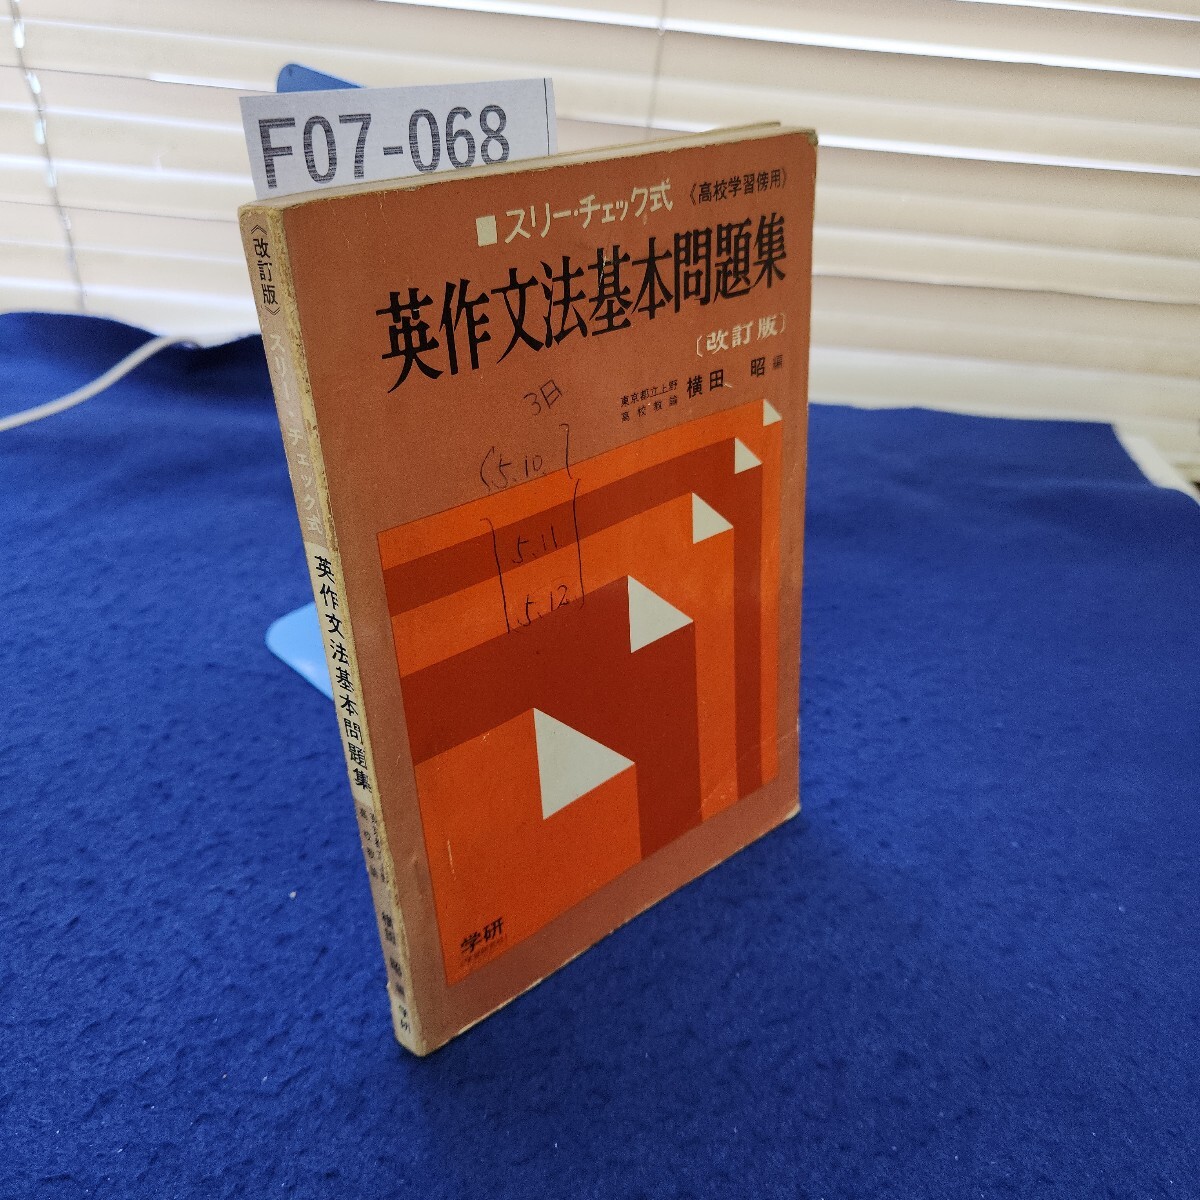 F07-068
スリー・チェック式 《高校学習傍用》
英作文法基本問題集
〔改訂版〕
東京都立上野
高校教諭
横田 昭 編
3日
5.10
5.11
5.12
学研
《改訂版》 スリー・チェック式 英作文法基本問題集
横田 昭 編 学研